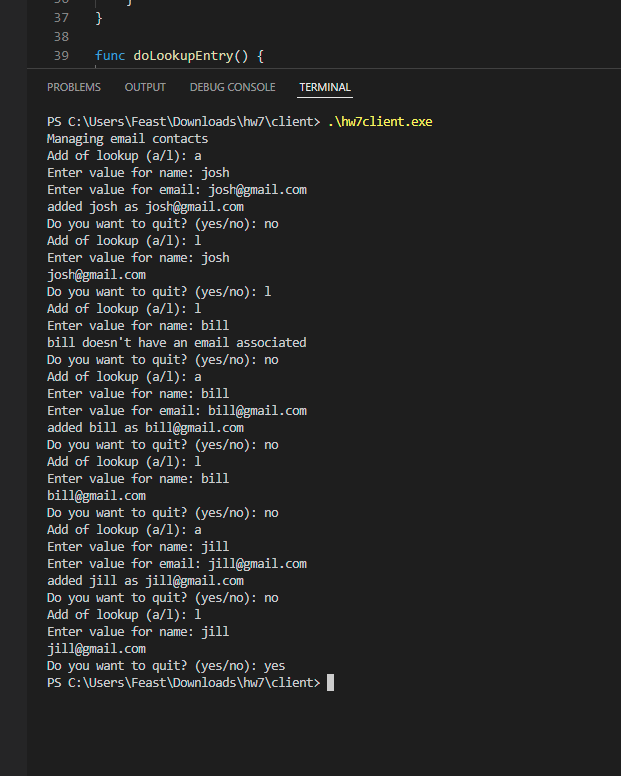 36 }
37 }
38
39 func doLookupEntry() {
PROBLEMS OUTPUT DEBUG CONSOLE TERMINAL
PS C:\Users\Feast\Downloads\hw7\client> .\hw7client.exe
Managing email contacts
Add of lookup (a/l): a
Enter value for name: josh
Enter value for email: josh@gmail.com
added josh as josh@gmail.com
Do you want to quit? (yes/no): no
Add of lookup (a/l): l
Enter value for name: josh
josh@gmail.com
Do you want to quit? (yes/no): l
Add of lookup (a/l): l
Enter value for name: bill
bill doesn't have an email associated
Do you want to quit? (yes/no): no
Add of lookup (a/l): a
Enter value for name: bill
Enter value for email: bill@gmail.com
added bill as bill@gmail.com
Do you want to quit? (yes/no): no
Add of lookup (a/l): l
Enter value for name: bill
bill@gmail.com
Do you want to quit? (yes/no): no
Add of lookup (a/l): a
Enter value for name: jill
Enter value for email: jill@gmail.com
added jill as jill@gmail.com
Do you want to quit? (yes/no): no
Add of lookup (a/l): l
Enter value for name: jill
jill@gmail.com
Do you want to quit? (yes/no): yes
PS C:\Users\Feast\Downloads\hw7\client>